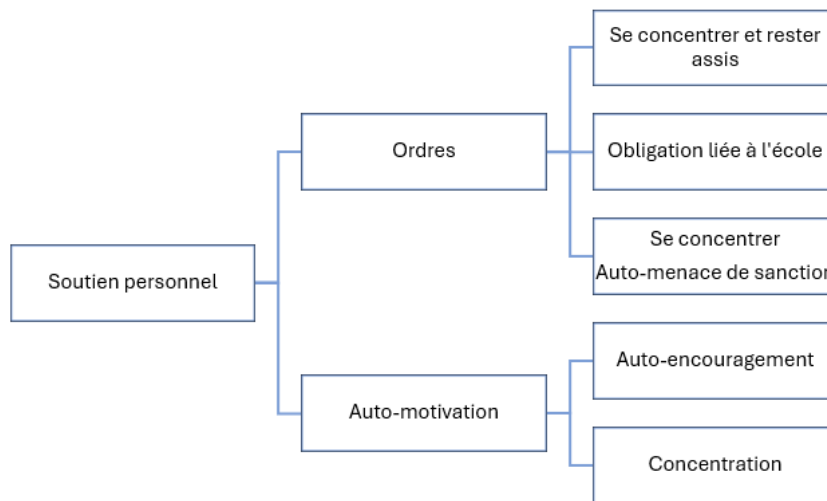 Se concentrer et rester
assis
Ordres
Obligation liée à l'école
Se concentrer
Auto-menace de sanction
Soutien personnel
Auto-encouragement
Auto-motivation
Concentration